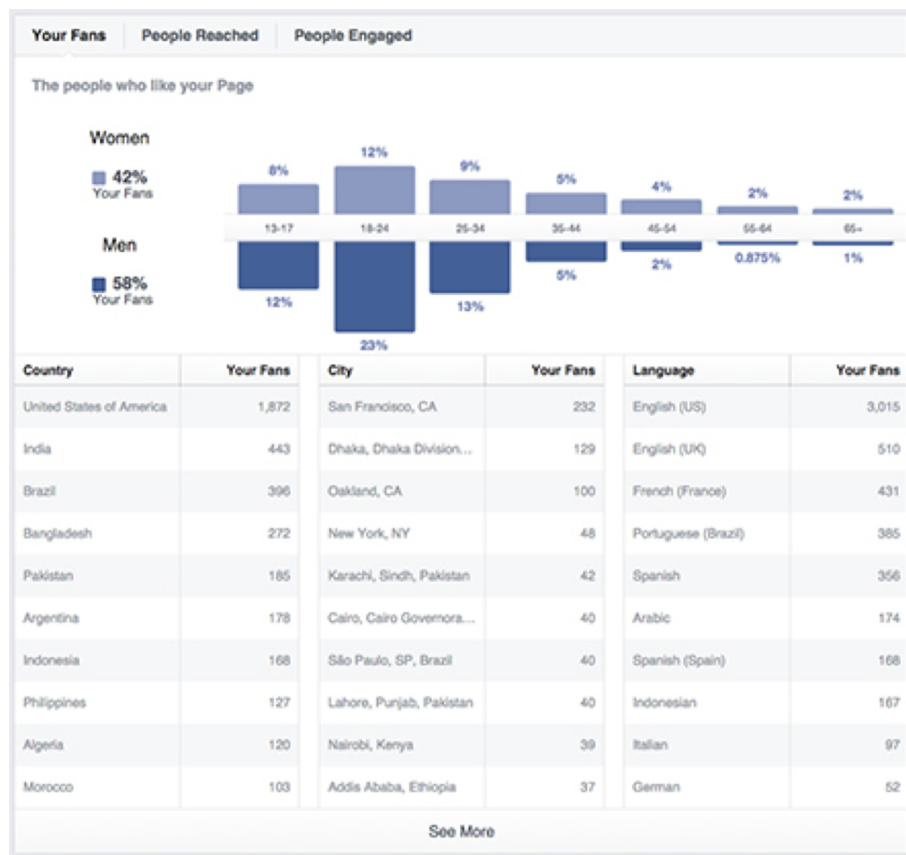 Your Fans People Reached People Engaged
The people who like your Page
Women
42%
Your Fans
8% 12% 9% 5% 4% 2% 2%
13-17 18-24 25-34 35-44 45-54 55-64 65+
Men
58%
Your Fans
12% 23% 13% 5% 2% 0.875% 1%
Country Your Fans City Your Fans Language Your Fans
United States of America 1,872 San Francisco, CA 232 English (US) 3,015
India 443 Dhaka, Dhaka Division... 129 English (UK) 510
Brazil 396 Oakland, CA 100 French (France) 431
Bangladesh 272 New York, NY 48 Portuguese (Brazil) 385
Pakistan 185 Karachi, Sindh, Pakistan 42 Spanish 356
Argentina 178 Cairo, Cairo Governora... 40 Arabic 174
Indonesia 168 São Paulo, SP, Brazil 40 Spanish (Spain) 168
Philippines 127 Lahore, Punjab, Pakistan 40 Indonesian 167
Algeria 120 Nairobi, Kenya 39 Italian 97
Morocco 103 Addis Ababa, Ethiopia 37 German 52
See More